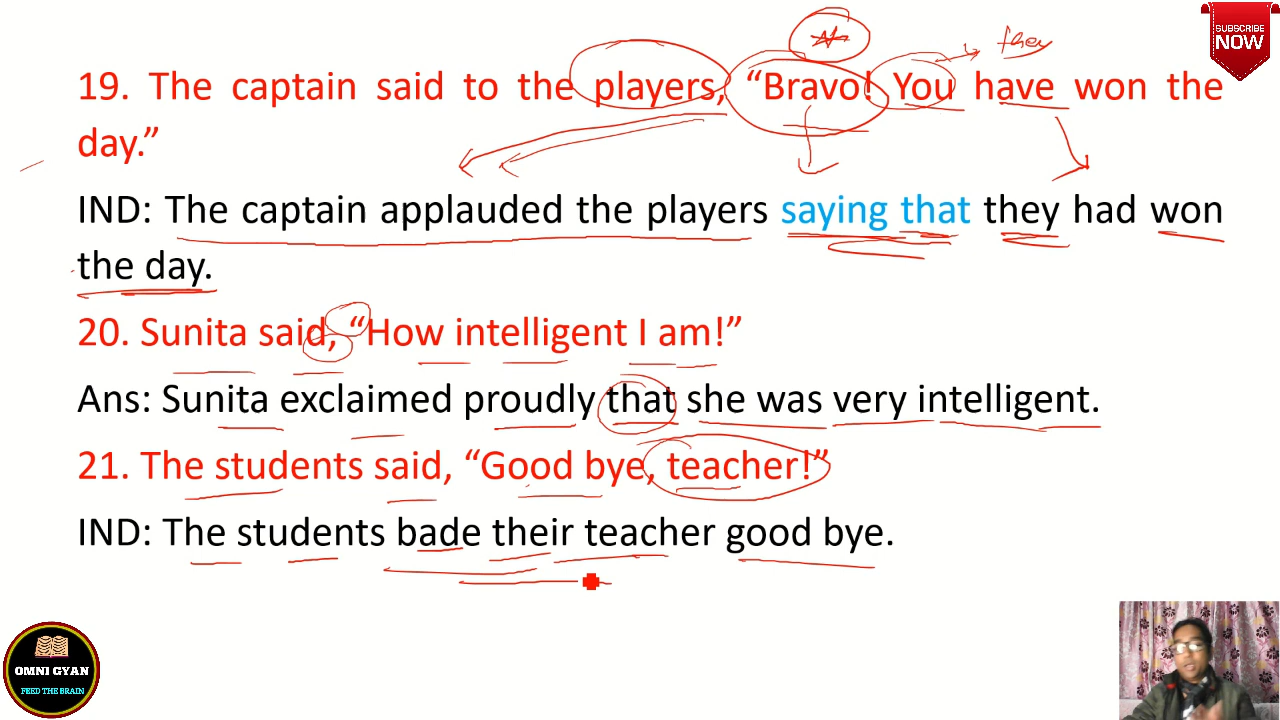 SUBSCRIBE
NOW
they
19. The captain said to the players, “Bravo! You have won the
day.”
IND: The captain applauded the players saying that they had won
the day.
20. Sunita said, “How intelligent I am!”
Ans: Sunita exclaimed proudly that she was very intelligent.
21. The students said, “Good bye, teacher!”
IND: The students bade their teacher good bye.
OMNI GYAN
FEED THE BRAIN